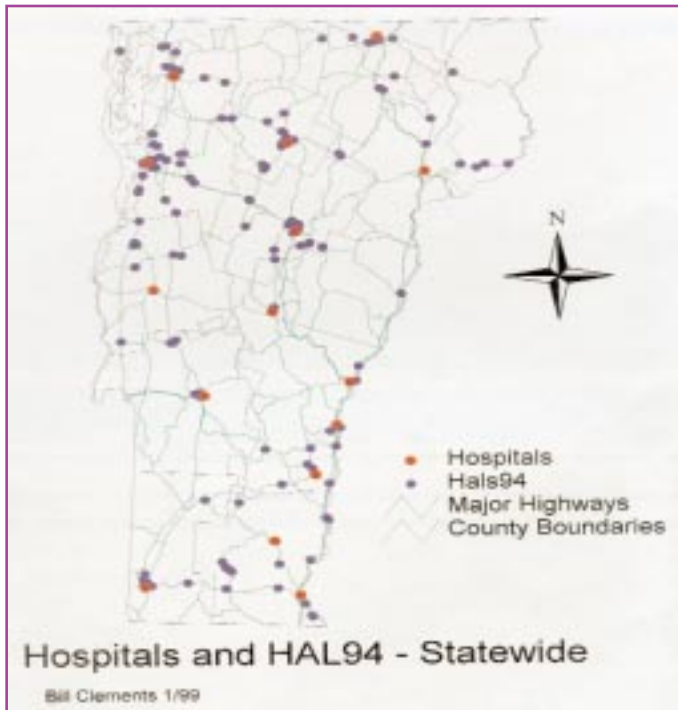 N
Hospitals
Hals94
Major Highways
County Boundaries
Hospitals and HAL94 - Statewide
Bill Clements 1/99